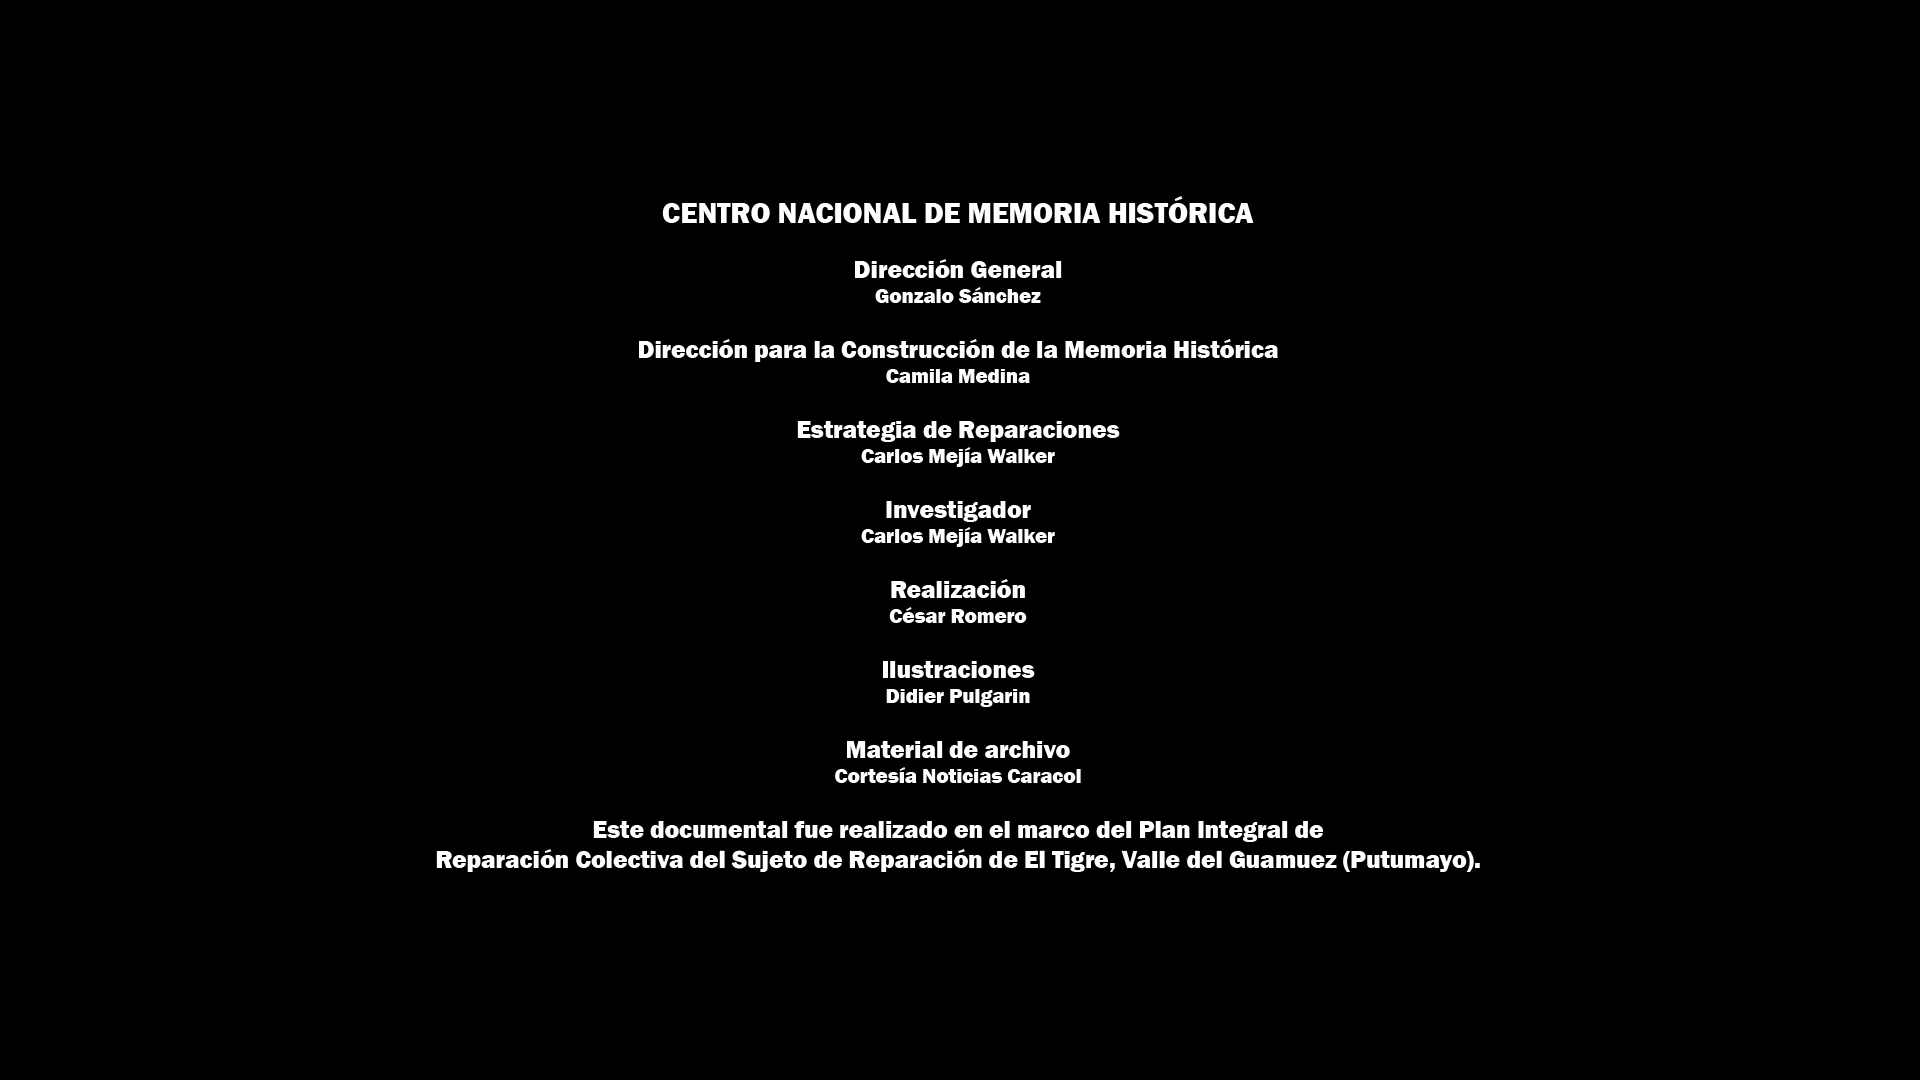 CENTRO NACIONAL DE MEMORIA HISTÓRICA
Dirección General
Gonzalo Sánchez
Dirección para la Construcción de la Memoria Histórica
Camila Medina
Estrategia de Reparaciones
Carlos Mejía Walker
Investigador
Carlos Mejía Walker
Realización
César Romero
Ilustraciones
Didier Pulgarin
Material de archivo
Cortesía Noticias Caracol
Este documental fue realizado en el marco del Plan Integral de
Reparación Colectiva del Sujeto de Reparación de El Tigre, Valle del Guamuez (Putumayo).